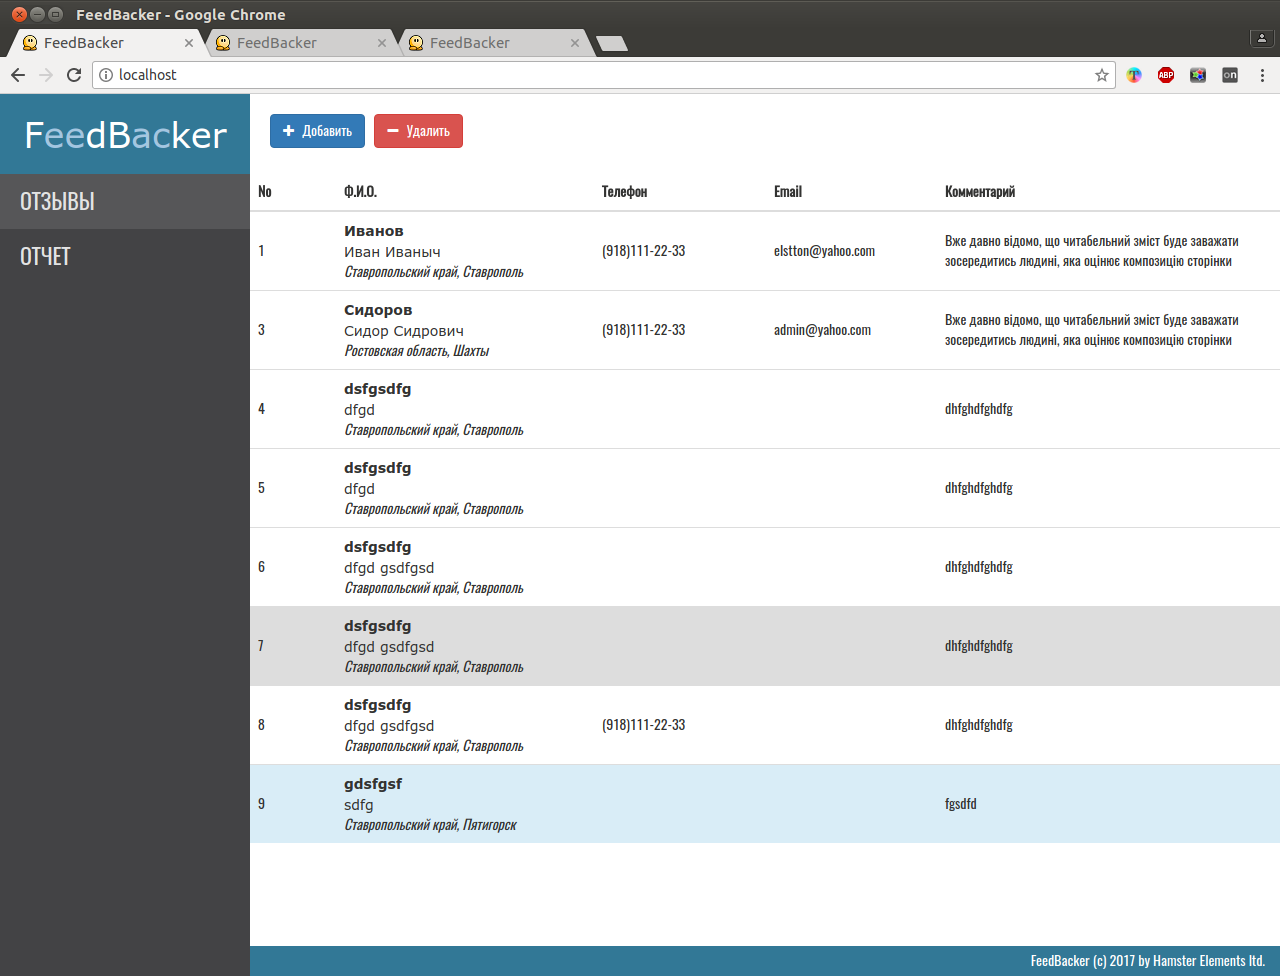 FeedBacker - Google Chrome
FeedBacker FeedBacker FeedBacker
localhost
ABP on
FeedBacker
ОТЗЫВЫ
ОТЧЕТ
Добавить Удалить
No Ф.И.О. Телефон Email Комментарий
Иванов
Иван Иваныч
Ставропольский край, Ставрополь
1 (918)111-22-33 elstton@yahoo.com
Вже давно відомо, що читабельний зміст буде заважати
зосередитись людині, яка оцінює композицію сторінки
Сидоров
Сидор Сидрович
Ростовская область, Шахты
3 (918)111-22-33 admin@yahoo.com
Вже давно відомо, що читабельний зміст буде заважати
зосередитись людині, яка оцінює композицію сторінки
dsfgsdfg
4 dfgd dhfghdfghdfg
Ставропольский край, Ставрополь
dsfgsdfg
5 dfgd dhfghdfghdfg
Ставропольский край, Ставрополь
dsfgsdfg
6 dfgd gsdfgsd dhfghdfghdfg
Ставропольский край, Ставрополь
dsfgsdfg
7 dfgd gsdfgsd dhfghdfghdfg
Ставропольский край, Ставрополь
dsfgsdfg
8 dfgd gsdfgsd (918)111-22-33 dhfghdfghdfg
Ставропольский край, Ставрополь
gdsfgsf
9 sdfg fgsdfd
Ставропольский край, Пятигорск
FeedBacker (c) 2017 by Hamster Elements ltd.